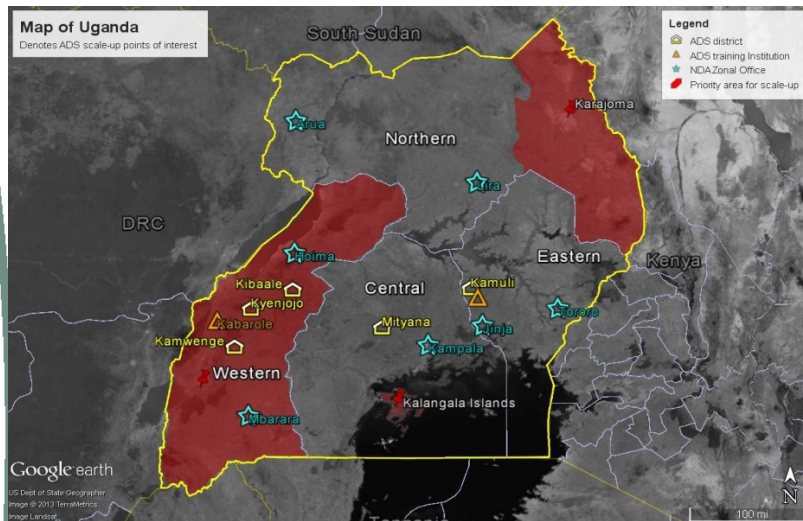 Map of Uganda
Denotes ADS scale-up points of interest
Legend
ADS district
ADS training Institution
NDA Zonal Office
Priority area for scale-up
South Sudan
Karajoma
Arua
Northern
Lira
DRC
Hoima
Eastern
Kenya
Kibaale
Central
Kamuli
Kyenjojo
Kabarole
Mityana
Jinja
Tororo
Kamwenge
Kampala
Western
Kalangala Islands
Mbarara
Google earth
US Dept of State Geographer
Image © 2013 TerraMetrics
Image Landsat
Tanzania
N
100 mi